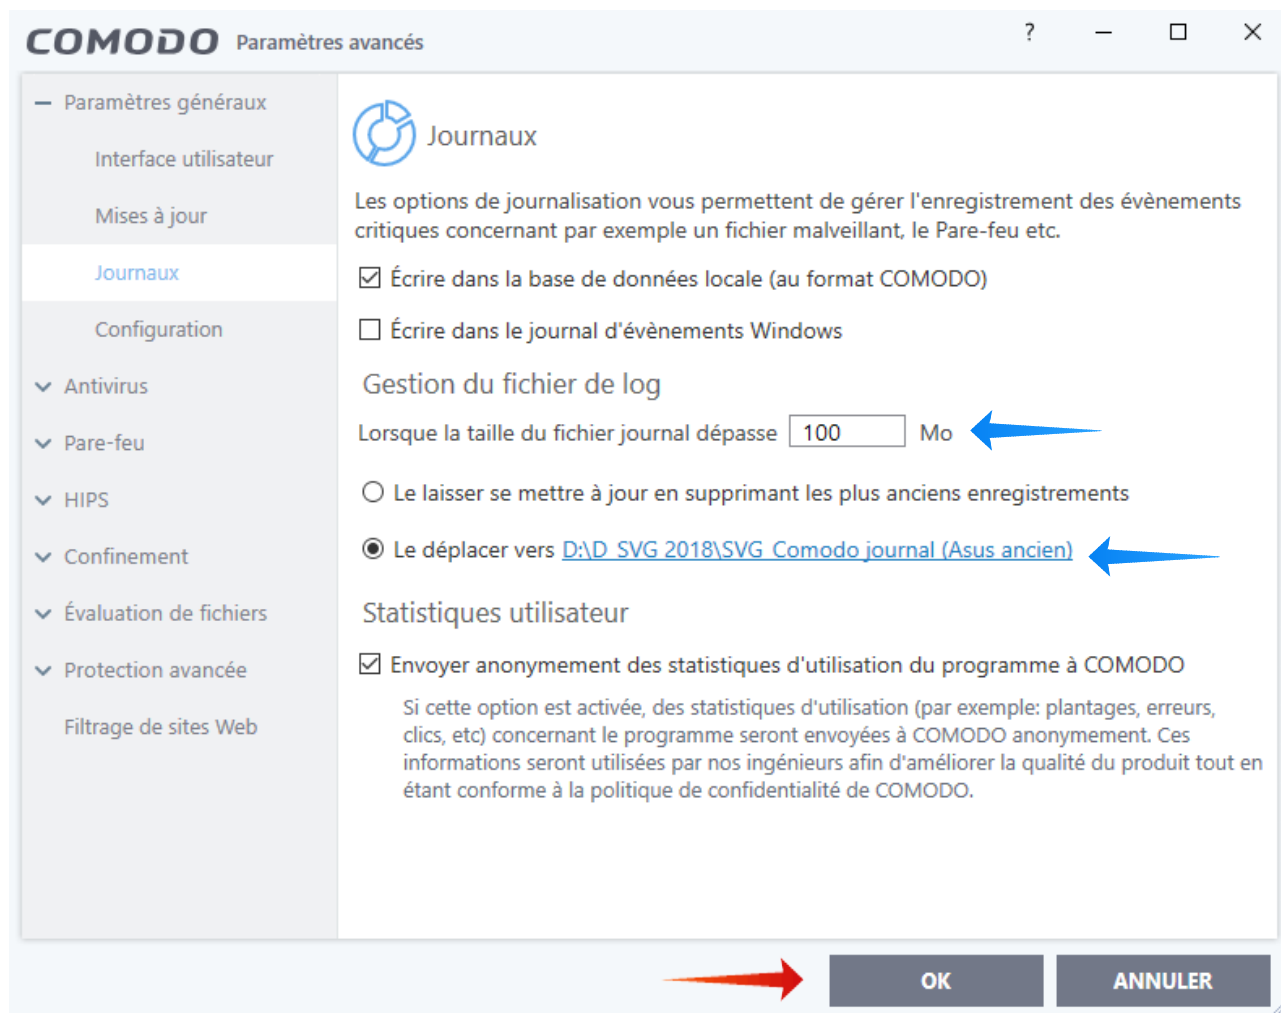 COMODO Paramètres avancés
?
Paramètres généraux
Interface utilisateur
Mises à jour
Journaux
Configuration
Antivirus
Pare-feu
HIPS
Confinement
Évaluation de fichiers
Protection avancée
Filtrage de sites Web
Journaux
Les options de journalisation vous permettent de gérer l'enregistrement des évènements
critiques concernant par exemple un fichier malveillant, le Pare-feu etc.
Écrire dans la base de données locale (au format COMODO)
Écrire dans le journal d'évènements Windows
Gestion du fichier de log
Lorsque la taille du fichier journal dépasse 100 Mo
Le laisser se mettre à jour en supprimant les plus anciens enregistrements
Le déplacer vers D:\D_SVG 2018\SVG_Comodo journal (Asus ancien)
Statistiques utilisateur
Envoyer anonymement des statistiques d'utilisation du programme à COMODO
Si cette option est activée, des statistiques d'utilisation (par exemple: plantages, erreurs,
clics, etc) concernant le programme seront envoyées à COMODO anonymement. Ces
informations seront utilisées par nos ingénieurs afin d'améliorer la qualité du produit tout en
étant conforme à la politique de confidentialité de COMODO.
OK
ANNULER